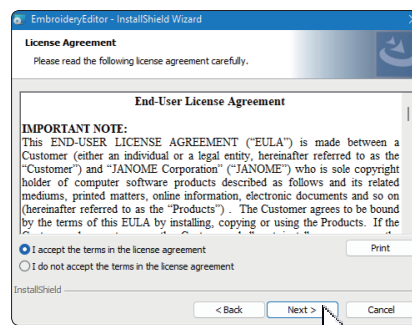 EmbroideryEditor - InstallShield Wizard
License Agreement
Please read the following license agreement carefully.
End-User License Agreement
IMPORTANT NOTE:
This END-USER LICENSE AGREEMENT ("EULA") is made between a
Customer (either an individual or a legal entity, hereinafter referred to as the
"Customer") and "JANOME Corporation" ("JANOME") who is sole copyright
holder of computer software products described as follows and its related
mediums, printed matters, online information, electronic documents and so on
(hereinafter referred to as the "Products") . The Customer agrees to be bound
by the terms of this EULA by installing, copying or using the Products. If the
I accept the terms in the license agreement
Print
I do not accept the terms in the license agreement
InstallShield
< Back
Next >
Cancel